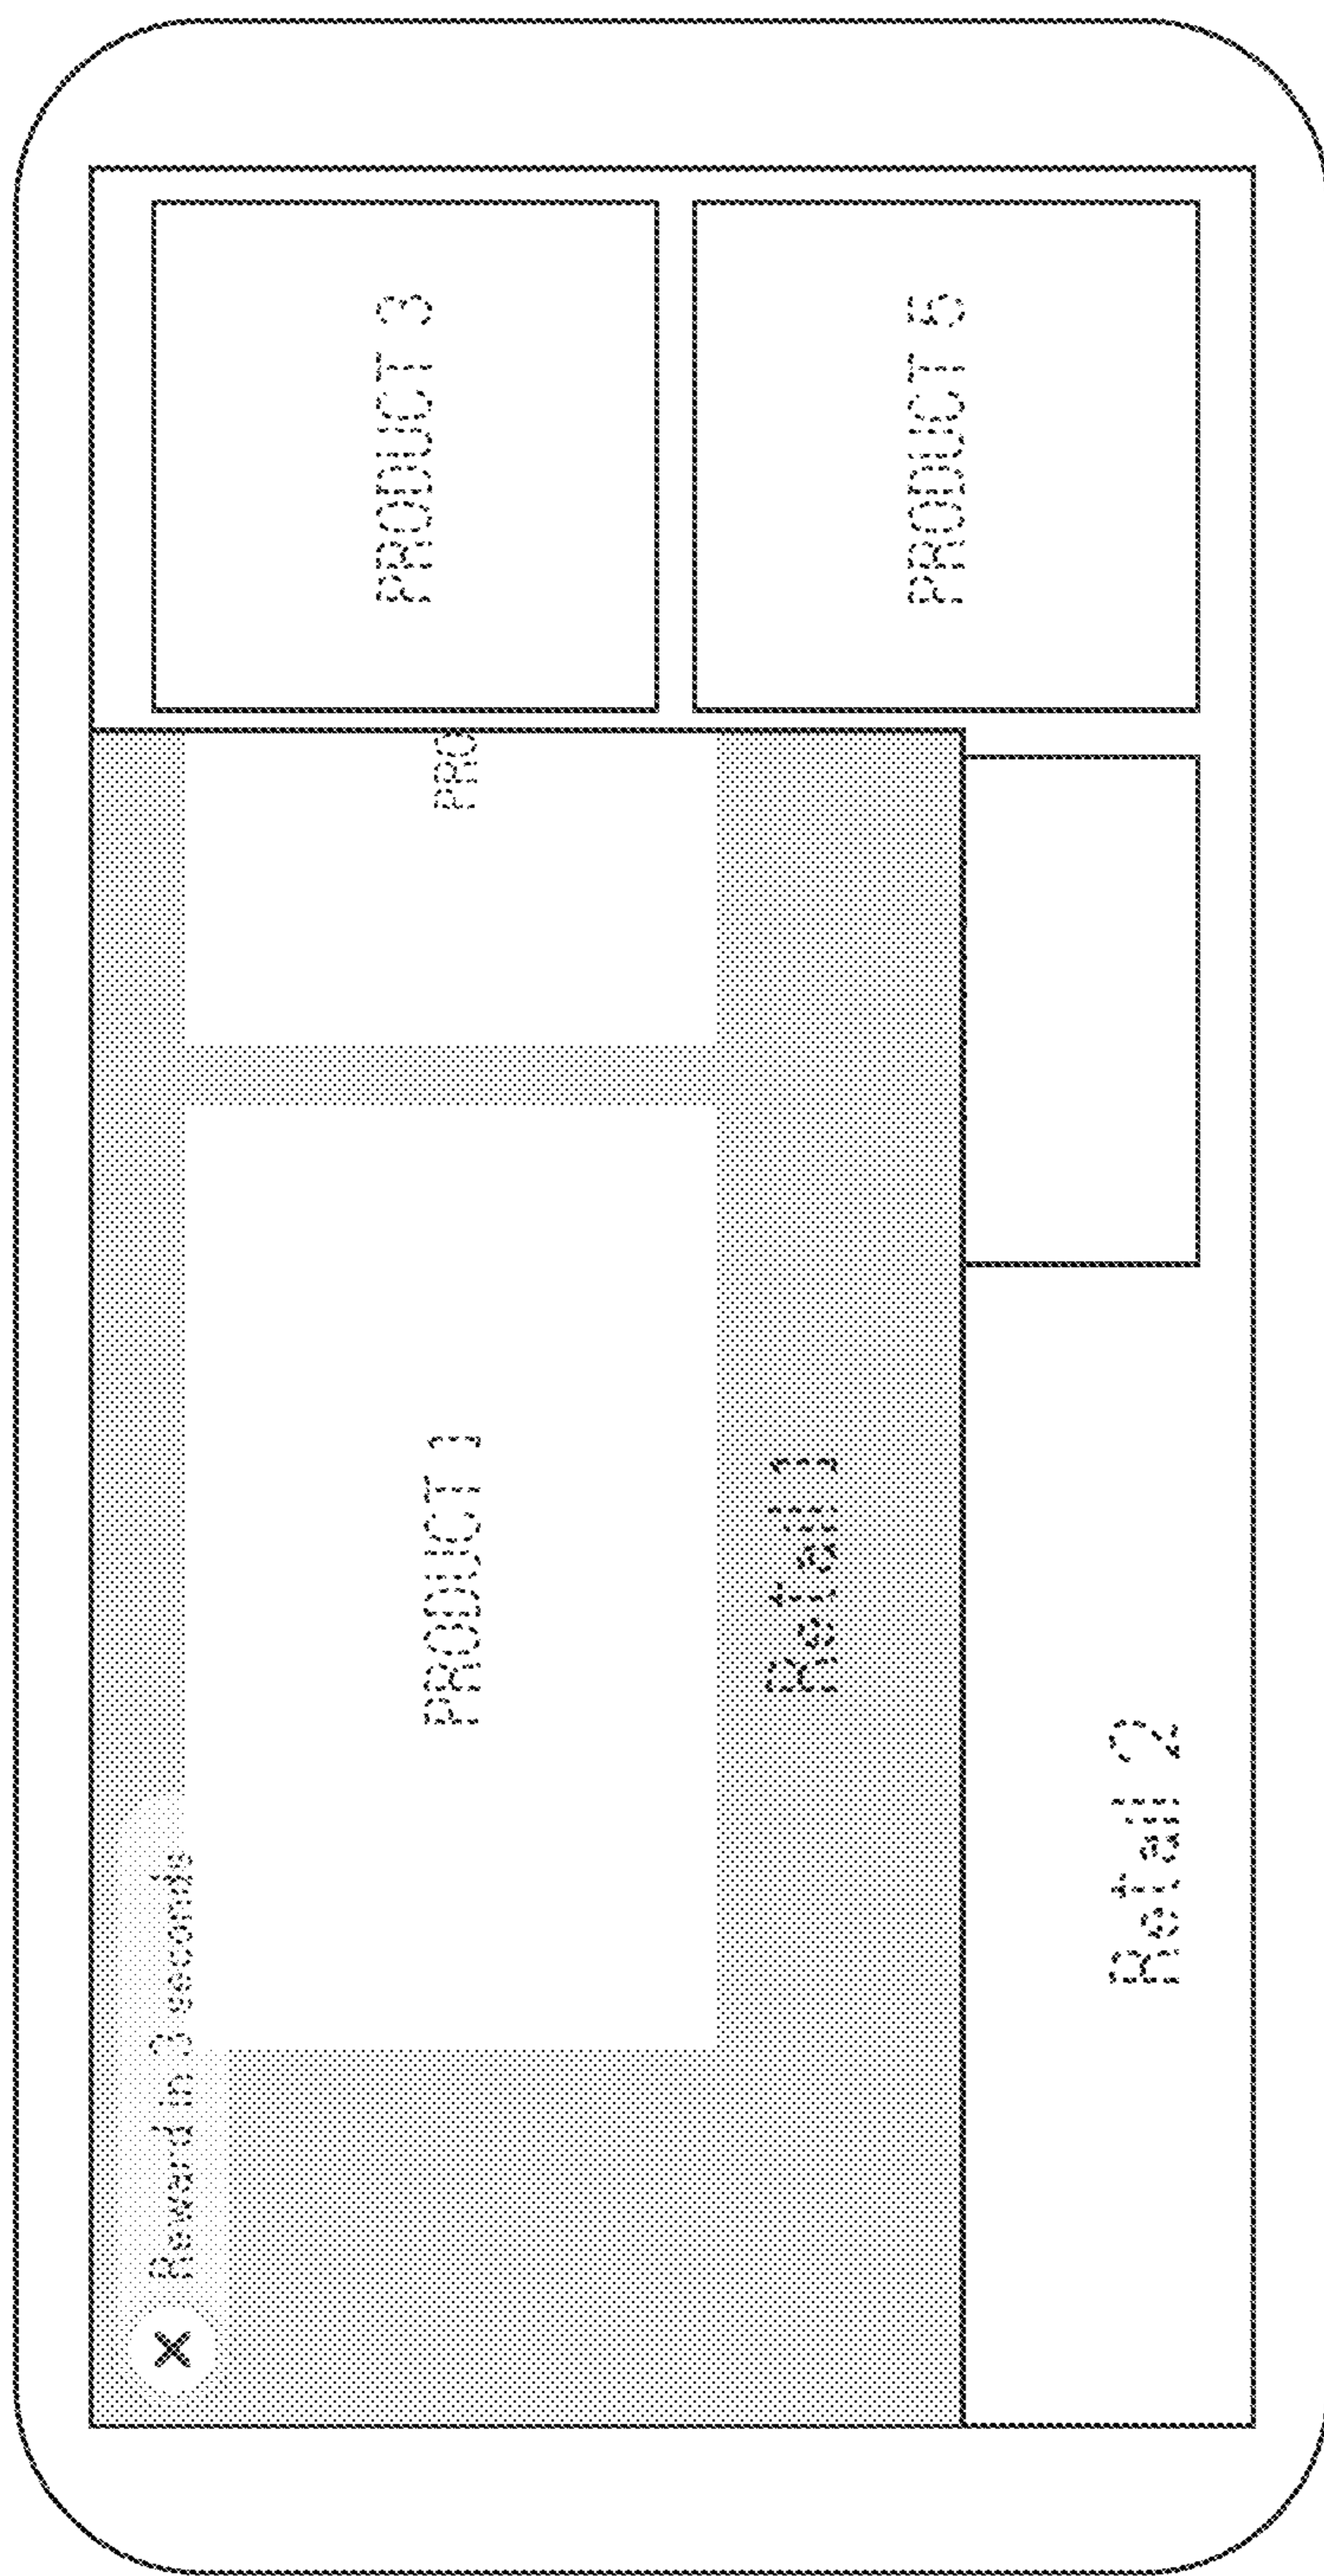 X Reward in 3 seconds
PRODUCT 1
PRO
PRODUCT 3
Retail 1
PRODUCT 5
Retail 2